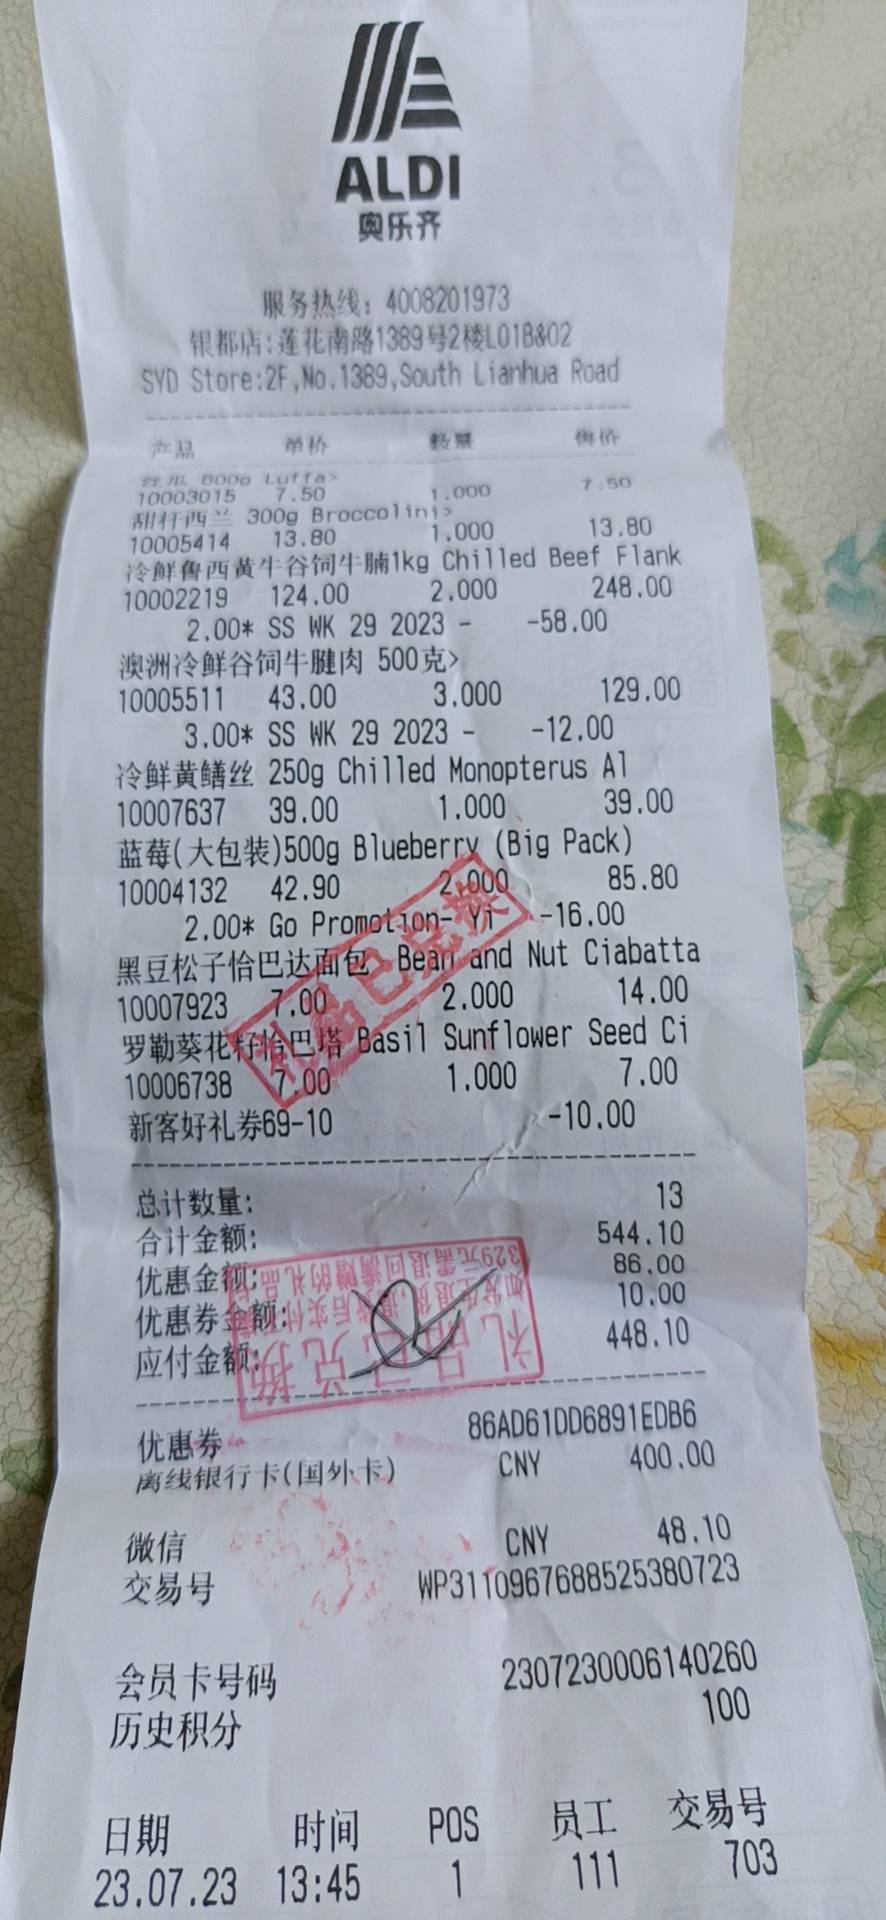 ALDI
奥乐齐
服务热线: 4008201973
银都店:莲花南路1389号2楼L01B&02
SYD Store:2F,No.1389,South Lianhua Road
产品 单价 数量 售价
丝瓜 600g Luffa>
10003015 7.50 1.000 7.50
甜杆西兰 300g Broccolini>
10005414 13.80 1.000 13.80
冷鲜鲁西黄牛谷饲牛腩1kg Chilled Beef Flank
10002219 124.00 2.000 248.00
2.00* SS WK 29 2023 - -58.00
澳洲冷鲜谷饲牛腱肉 500克>
10005511 43.00 3.000 129.00
3.00* SS WK 29 2023 - -12.00
冷鲜黄鳝丝 250g Chilled Monopterus Al
10007637 39.00 1.000 39.00
蓝莓(大包装)500g Blueberry (Big Pack)
10004132 42.90 2.000 85.80
2.00* Go Promotion- Yi -16.00
黑豆松子恰巴达面包 Bean and Nut Ciabatta
10007923 7.00 2.000 14.00
礼品已兑换
罗勒葵花籽恰巴塔 Basil Sunflower Seed Ci
10006738 7.00 1.000 7.00
新客好礼券69-10 -10.00
总计数量: 13
合计金额: 544.10
优惠金额: 86.00
优惠券金额: 10.00
应付金额: 448.10
礼品已兑换
优惠券 86AD61DD6891EDB6
离线银行卡(国外卡) CNY 400.00
微信 CNY 48.10
交易号 WP3110967688525380723
会员卡号码 2307230006140260
历史积分 100
日期 时间 POS 员工 交易号
23.07.23 13:45 1 111 703